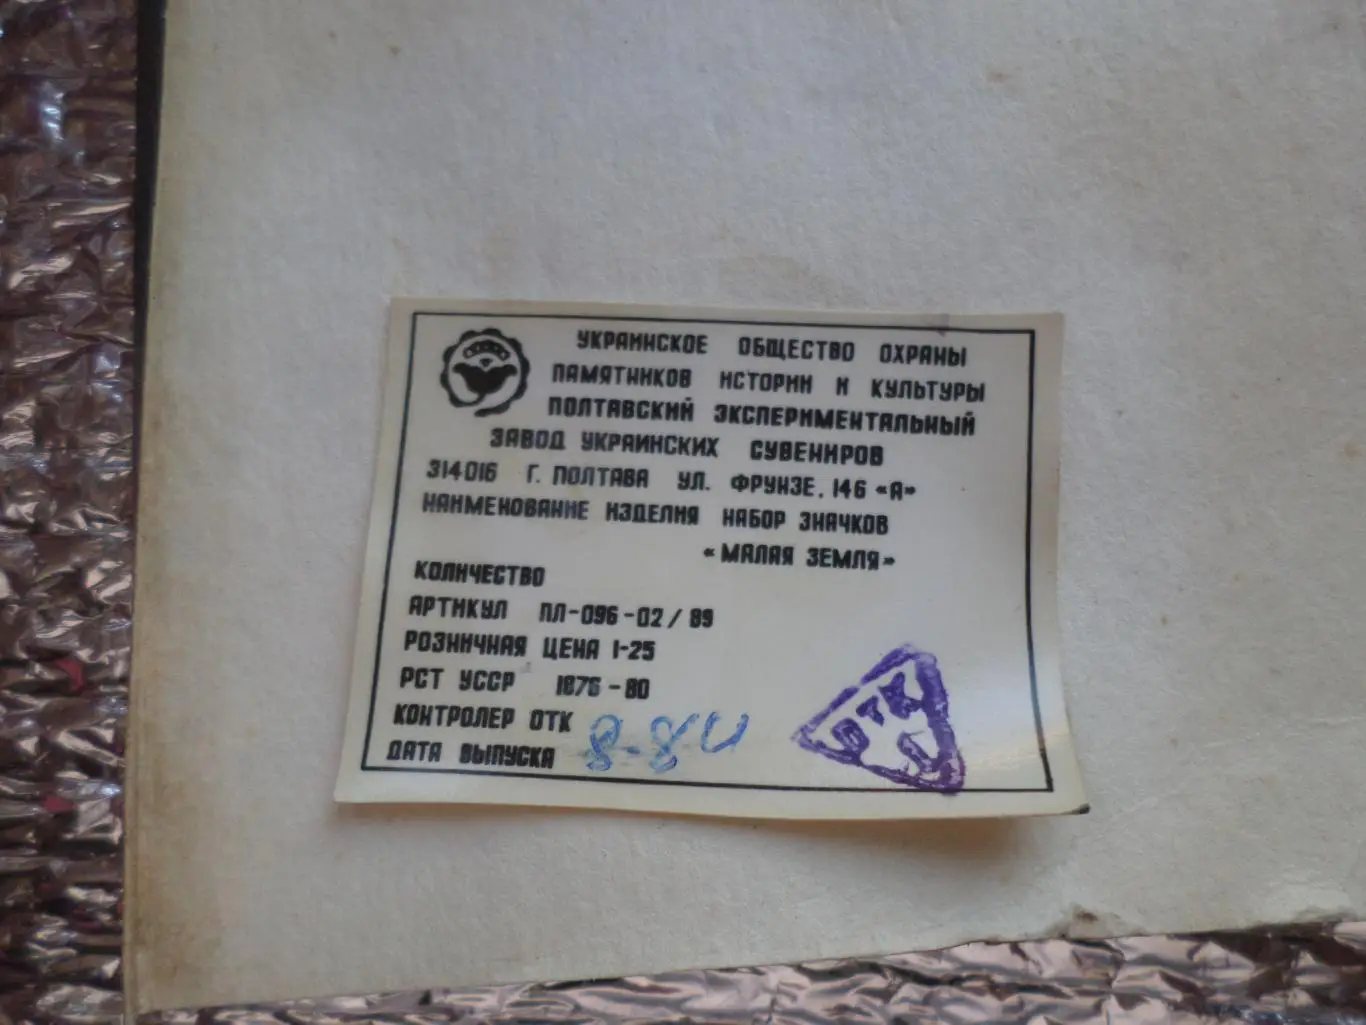 УКРАИНСКОЕ ОБЩЕСТВО ОХРАНЫ
ПАМЯТНИКОВ ИСТОРИИ И КУЛЬТУРЫ
ПОЛТАВСКИЙ ЭКСПЕРИМЕНТАЛЬНЫЙ
ЗАВОД УКРАИНСКИХ СУВЕНИРОВ
314016 Г. ПОЛТАВА УЛ. ФРУНЗЕ, 146 «А»
НАИМЕНОВАНИЕ ИЗДЕЛИЯ НАБОР ЗНАЧКОВ
«МАЛАЯ ЗЕМЛЯ»
КОЛИЧЕСТВО
АРТИКУЛ ПЛ-096-02/89
РОЗНИЧНАЯ ЦЕНА 1-25
РСТ УССР 1876-80
КОНТРОЛЕР ОТК
ДАТА ВЫПУСКА
ОТК